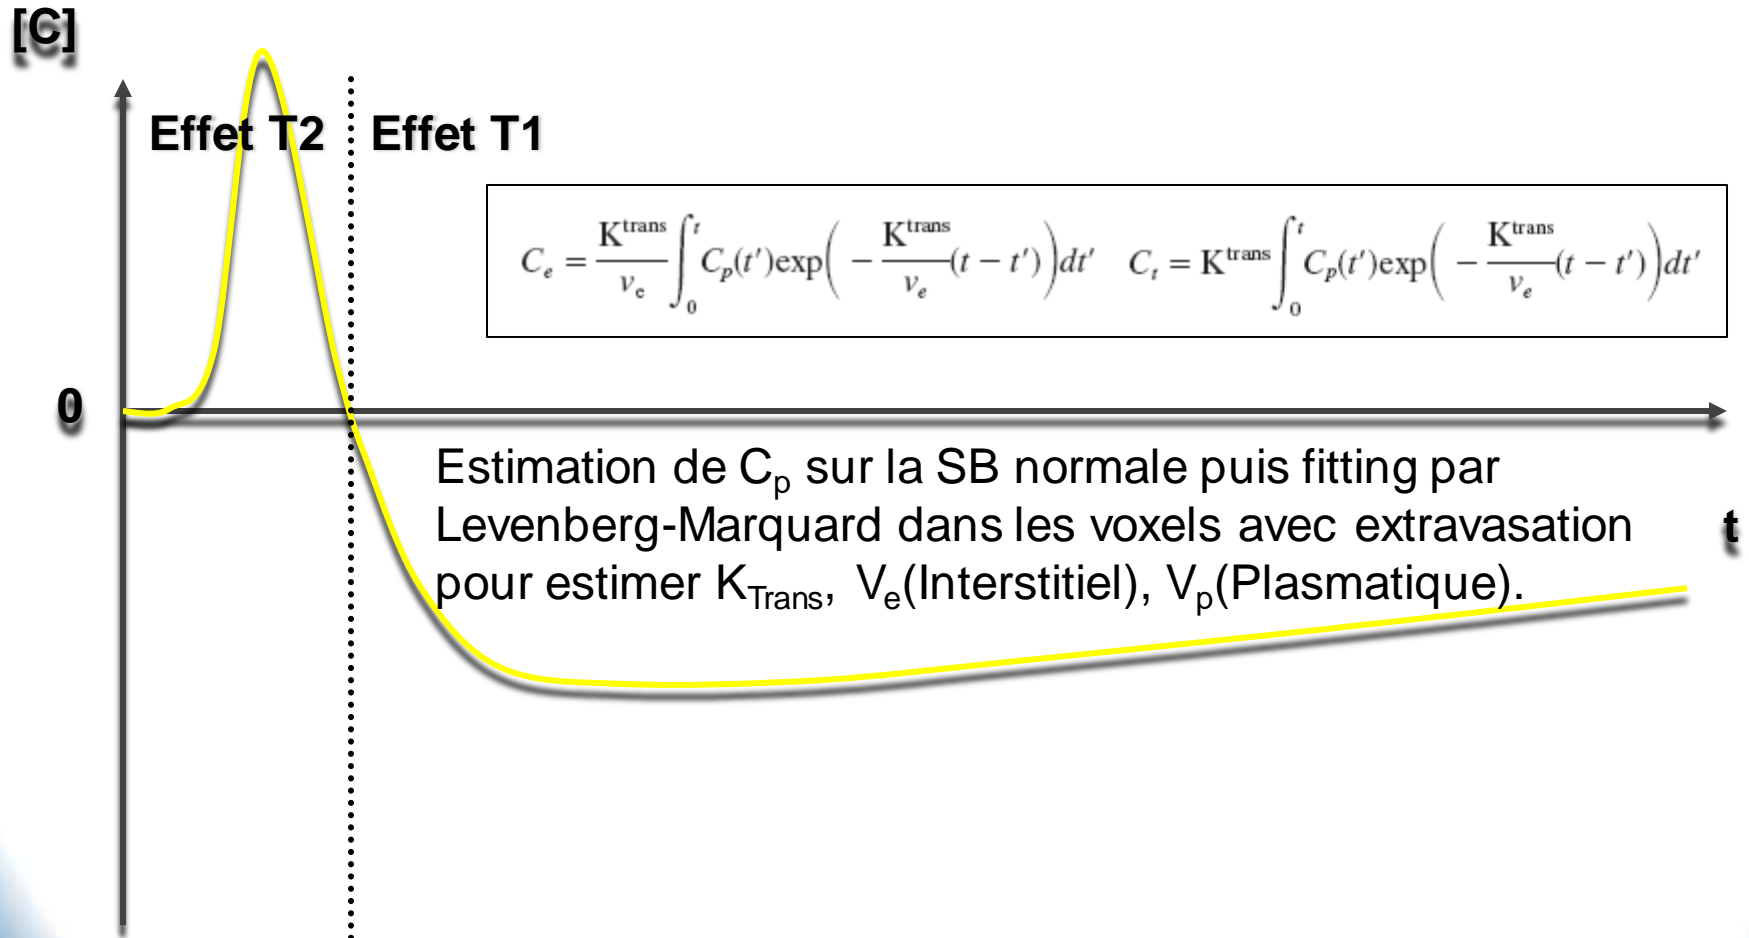 [C]
Effet T2
Effet T1
C_e = K^trans/v_e ∫_0^t C_p(t′)exp(− K^trans/v_e (t − t′))dt′   C_t = K^trans ∫_0^t C_p(t′)exp(− K^trans/v_e (t − t′))dt′
0
Estimation de C_p sur la SB normale puis fitting par
Levenberg-Marquard dans les voxels avec extravasation
t
pour estimer K_Trans, V_e(Interstitiel), V_p(Plasmatique).